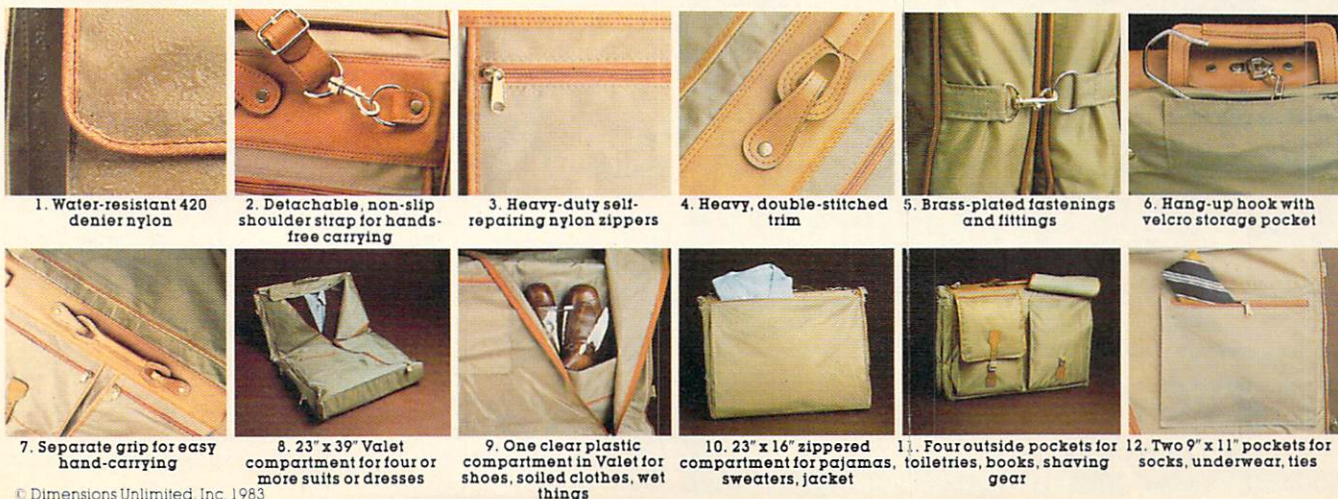 1. Water-resistant 420
denier nylon
2. Detachable, non-slip
shoulder strap for hands-
free carrying
3. Heavy-duty self-
repairing nylon zippers
4. Heavy, double-stitched
trim
5. Brass-plated fastenings
and fittings
6. Hang-up hook with
velcro storage pocket
7. Separate grip for easy
hand-carrying
8. 23" x 39" Valet
compartment for four or
more suits or dresses
9. One clear plastic
compartment in Valet for
shoes, soiled clothes, wet
things
10. 23" x 16" zippered
compartment for pajamas,
sweaters, jacket
11. Four outside pockets for
toiletries, books, shaving
gear
12. Two 9" x 11" pockets for
socks, underwear, ties
© Dimensions Unlimited, Inc. 1983